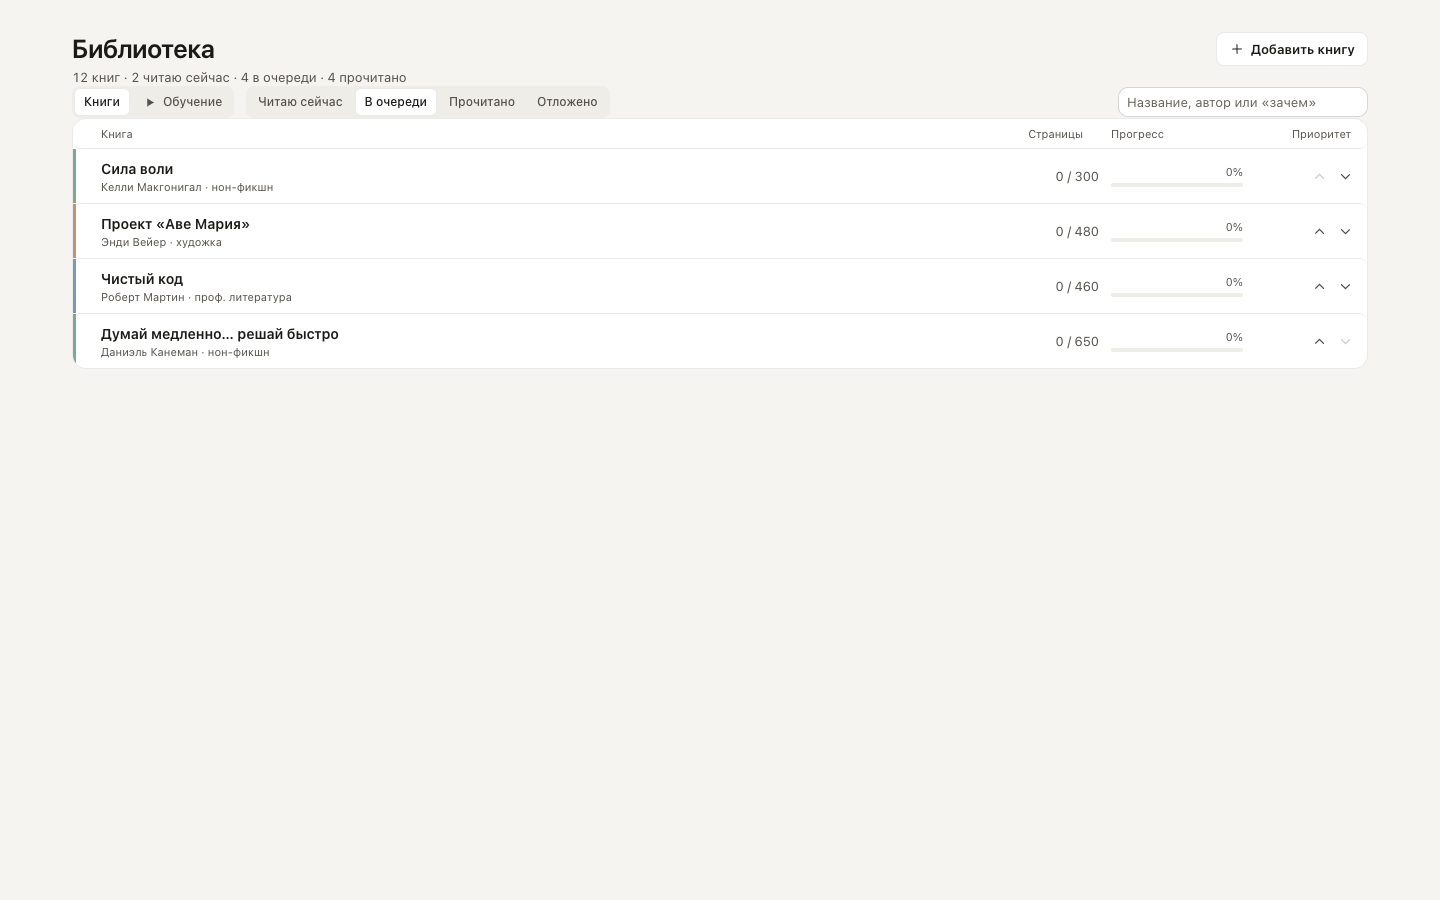 Библиотека
Добавить книгу
12 книг · 2 читаю сейчас · 4 в очереди · 4 прочитано
Книги Обучение Читаю сейчас В очереди Прочитано Отложено Название, автор или «зачем»
Книга Страницы Прогресс Приоритет
Сила воли
Келли Макгонигал · нон-фикшн
0 / 300 0%
Проект «Аве Мария»
Энди Вейер · художка
0 / 480 0%
Чистый код
Роберт Мартин · проф. литература
0 / 460 0%
Думай медленно... решай быстро
Даниэль Канеман · нон-фикшн
0 / 650 0%